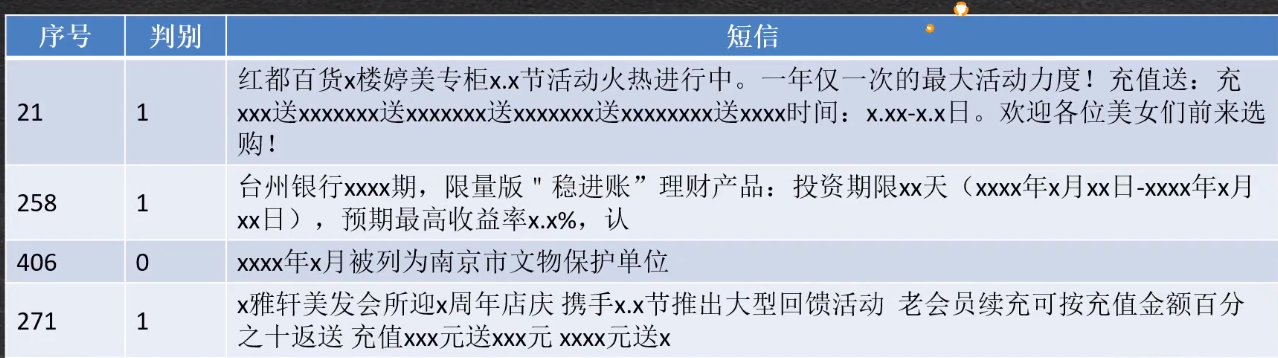 序号 判别 短信
21 1 红都百货x楼婷美专柜x.x节活动火热进行中。一年仅一次的最大活动力度！充值送：充
xxx送xxxxxxx送xxxxxxx送xxxxxxx送xxxxxxxx送xxxx时间：x.xx-x.x日。欢迎各位美女们前来选
购！
258 1 台州银行xxxx期，限量版＂稳进账”理财产品：投资期限xx天（xxxx年x月xx日-xxxx年x月
xx日），预期最高收益率x.x%，认
406 0 xxxx年x月被列为南京市文物保护单位
271 1 x雅轩美发会所迎x周年店庆 携手x.x节推出大型回馈活动 老会员续充可按充值金额百分
之十返送 充值xxx元送xxx元 xxxx元送x